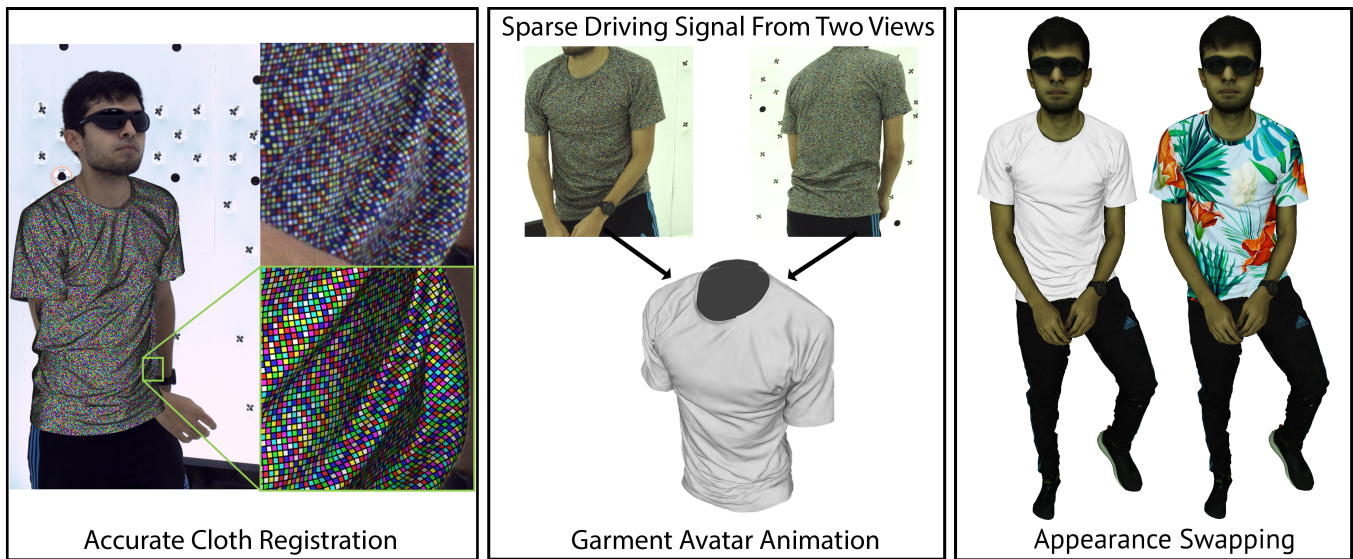 Sparse Driving Signal From Two Views
Accurate Cloth Registration
Garment Avatar Animation
Appearance Swapping